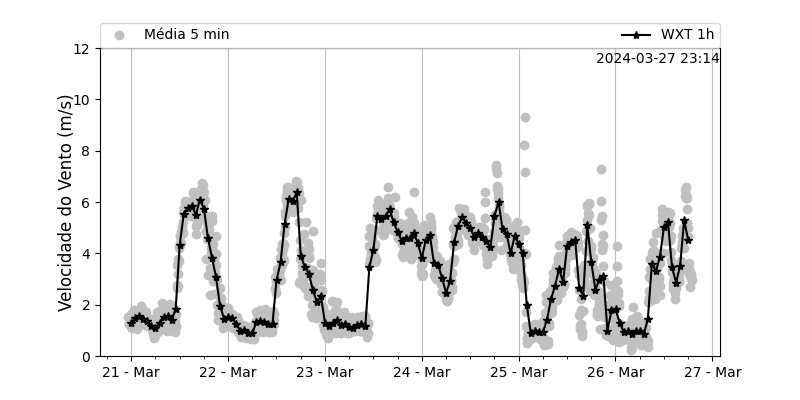 Média 5 min
WXT 1h
2024-03-27 23:14
Velocidade do Vento (m/s)
12
10
8
6
4
2
0
21 - Mar
22 - Mar
23 - Mar
24 - Mar
25 - Mar
26 - Mar
27 - Mar